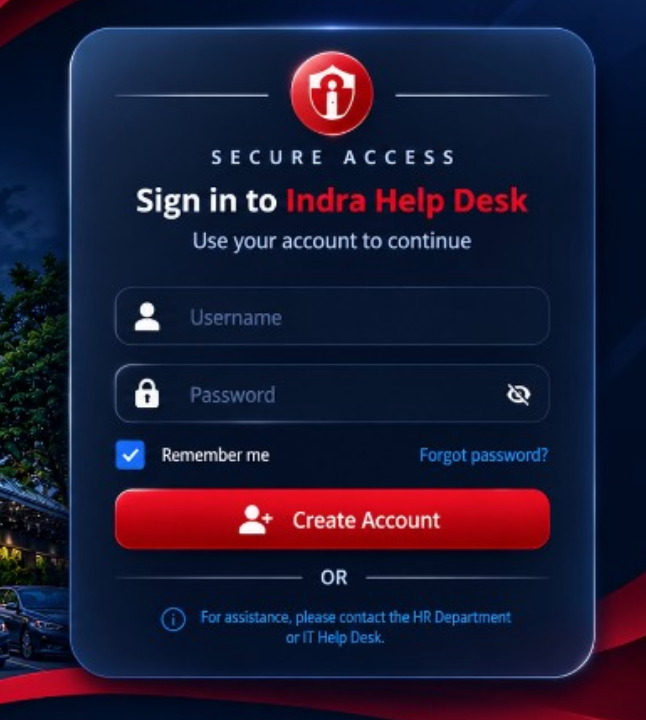 SECURE ACCESS
Sign in to Indra Help Desk
Use your account to continue
Username
Password
Remember me
Forgot password?
Create Account
OR
For assistance, please contact the HR Department
or IT Help Desk.